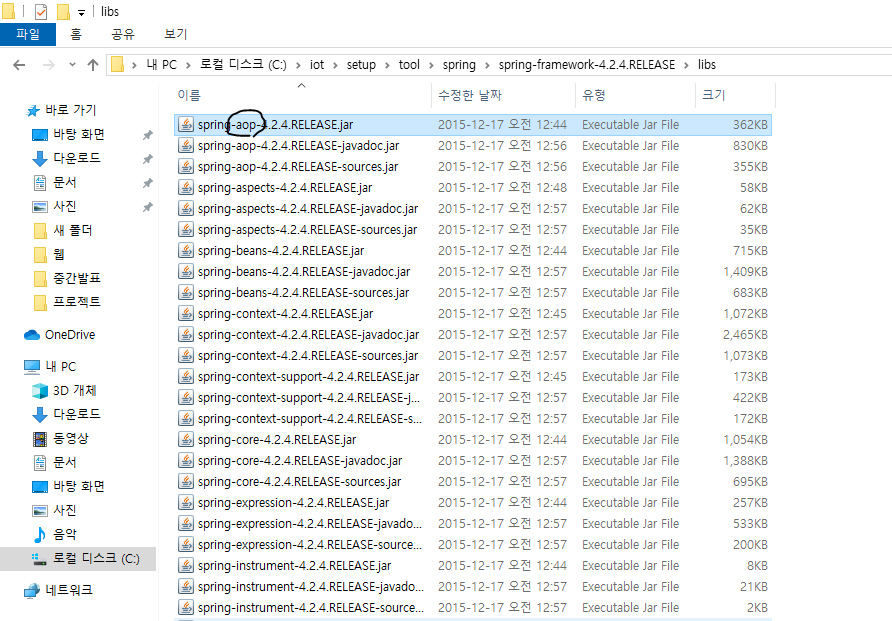 libs
파일 홈 공유 보기
내 PC 로컬 디스크 (C:) iot setup tool spring spring-framework-4.2.4.RELEASE libs
이름 수정한 날짜 유형 크기
바로 가기
바탕 화면
다운로드
문서
사진
새 폴더
웹
중간발표
프로젝트
OneDrive
내 PC
3D 개체
다운로드
동영상
문서
바탕 화면
사진
음악
로컬 디스크 (C:)
네트워크
spring-aop-4.2.4.RELEASE.jar 2015-12-17 오전 12:44 Executable Jar File 362KB
spring-aop-4.2.4.RELEASE-javadoc.jar 2015-12-17 오전 12:56 Executable Jar File 830KB
spring-aop-4.2.4.RELEASE-sources.jar 2015-12-17 오전 12:56 Executable Jar File 355KB
spring-aspects-4.2.4.RELEASE.jar 2015-12-17 오전 12:48 Executable Jar File 58KB
spring-aspects-4.2.4.RELEASE-javadoc.jar 2015-12-17 오전 12:57 Executable Jar File 62KB
spring-aspects-4.2.4.RELEASE-sources.jar 2015-12-17 오전 12:57 Executable Jar File 35KB
spring-beans-4.2.4.RELEASE.jar 2015-12-17 오전 12:44 Executable Jar File 715KB
spring-beans-4.2.4.RELEASE-javadoc.jar 2015-12-17 오전 12:57 Executable Jar File 1,409KB
spring-beans-4.2.4.RELEASE-sources.jar 2015-12-17 오전 12:57 Executable Jar File 683KB
spring-context-4.2.4.RELEASE.jar 2015-12-17 오전 12:45 Executable Jar File 1,072KB
spring-context-4.2.4.RELEASE-javadoc.jar 2015-12-17 오전 12:57 Executable Jar File 2,465KB
spring-context-4.2.4.RELEASE-sources.jar 2015-12-17 오전 12:57 Executable Jar File 1,073KB
spring-context-support-4.2.4.RELEASE.jar 2015-12-17 오전 12:45 Executable Jar File 173KB
spring-context-support-4.2.4.RELEASE-j... 2015-12-17 오전 12:57 Executable Jar File 422KB
spring-context-support-4.2.4.RELEASE-s... 2015-12-17 오전 12:57 Executable Jar File 172KB
spring-core-4.2.4.RELEASE.jar 2015-12-17 오전 12:44 Executable Jar File 1,054KB
spring-core-4.2.4.RELEASE-javadoc.jar 2015-12-17 오전 12:57 Executable Jar File 1,388KB
spring-core-4.2.4.RELEASE-sources.jar 2015-12-17 오전 12:57 Executable Jar File 695KB
spring-expression-4.2.4.RELEASE.jar 2015-12-17 오전 12:44 Executable Jar File 257KB
spring-expression-4.2.4.RELEASE-javado... 2015-12-17 오전 12:57 Executable Jar File 533KB
spring-expression-4.2.4.RELEASE-source... 2015-12-17 오전 12:57 Executable Jar File 200KB
spring-instrument-4.2.4.RELEASE.jar 2015-12-17 오전 12:44 Executable Jar File 8KB
spring-instrument-4.2.4.RELEASE-javado... 2015-12-17 오전 12:57 Executable Jar File 21KB
spring-instrument-4.2.4.RELEASE-source... 2015-12-17 오전 12:57 Executable Jar File 2KB